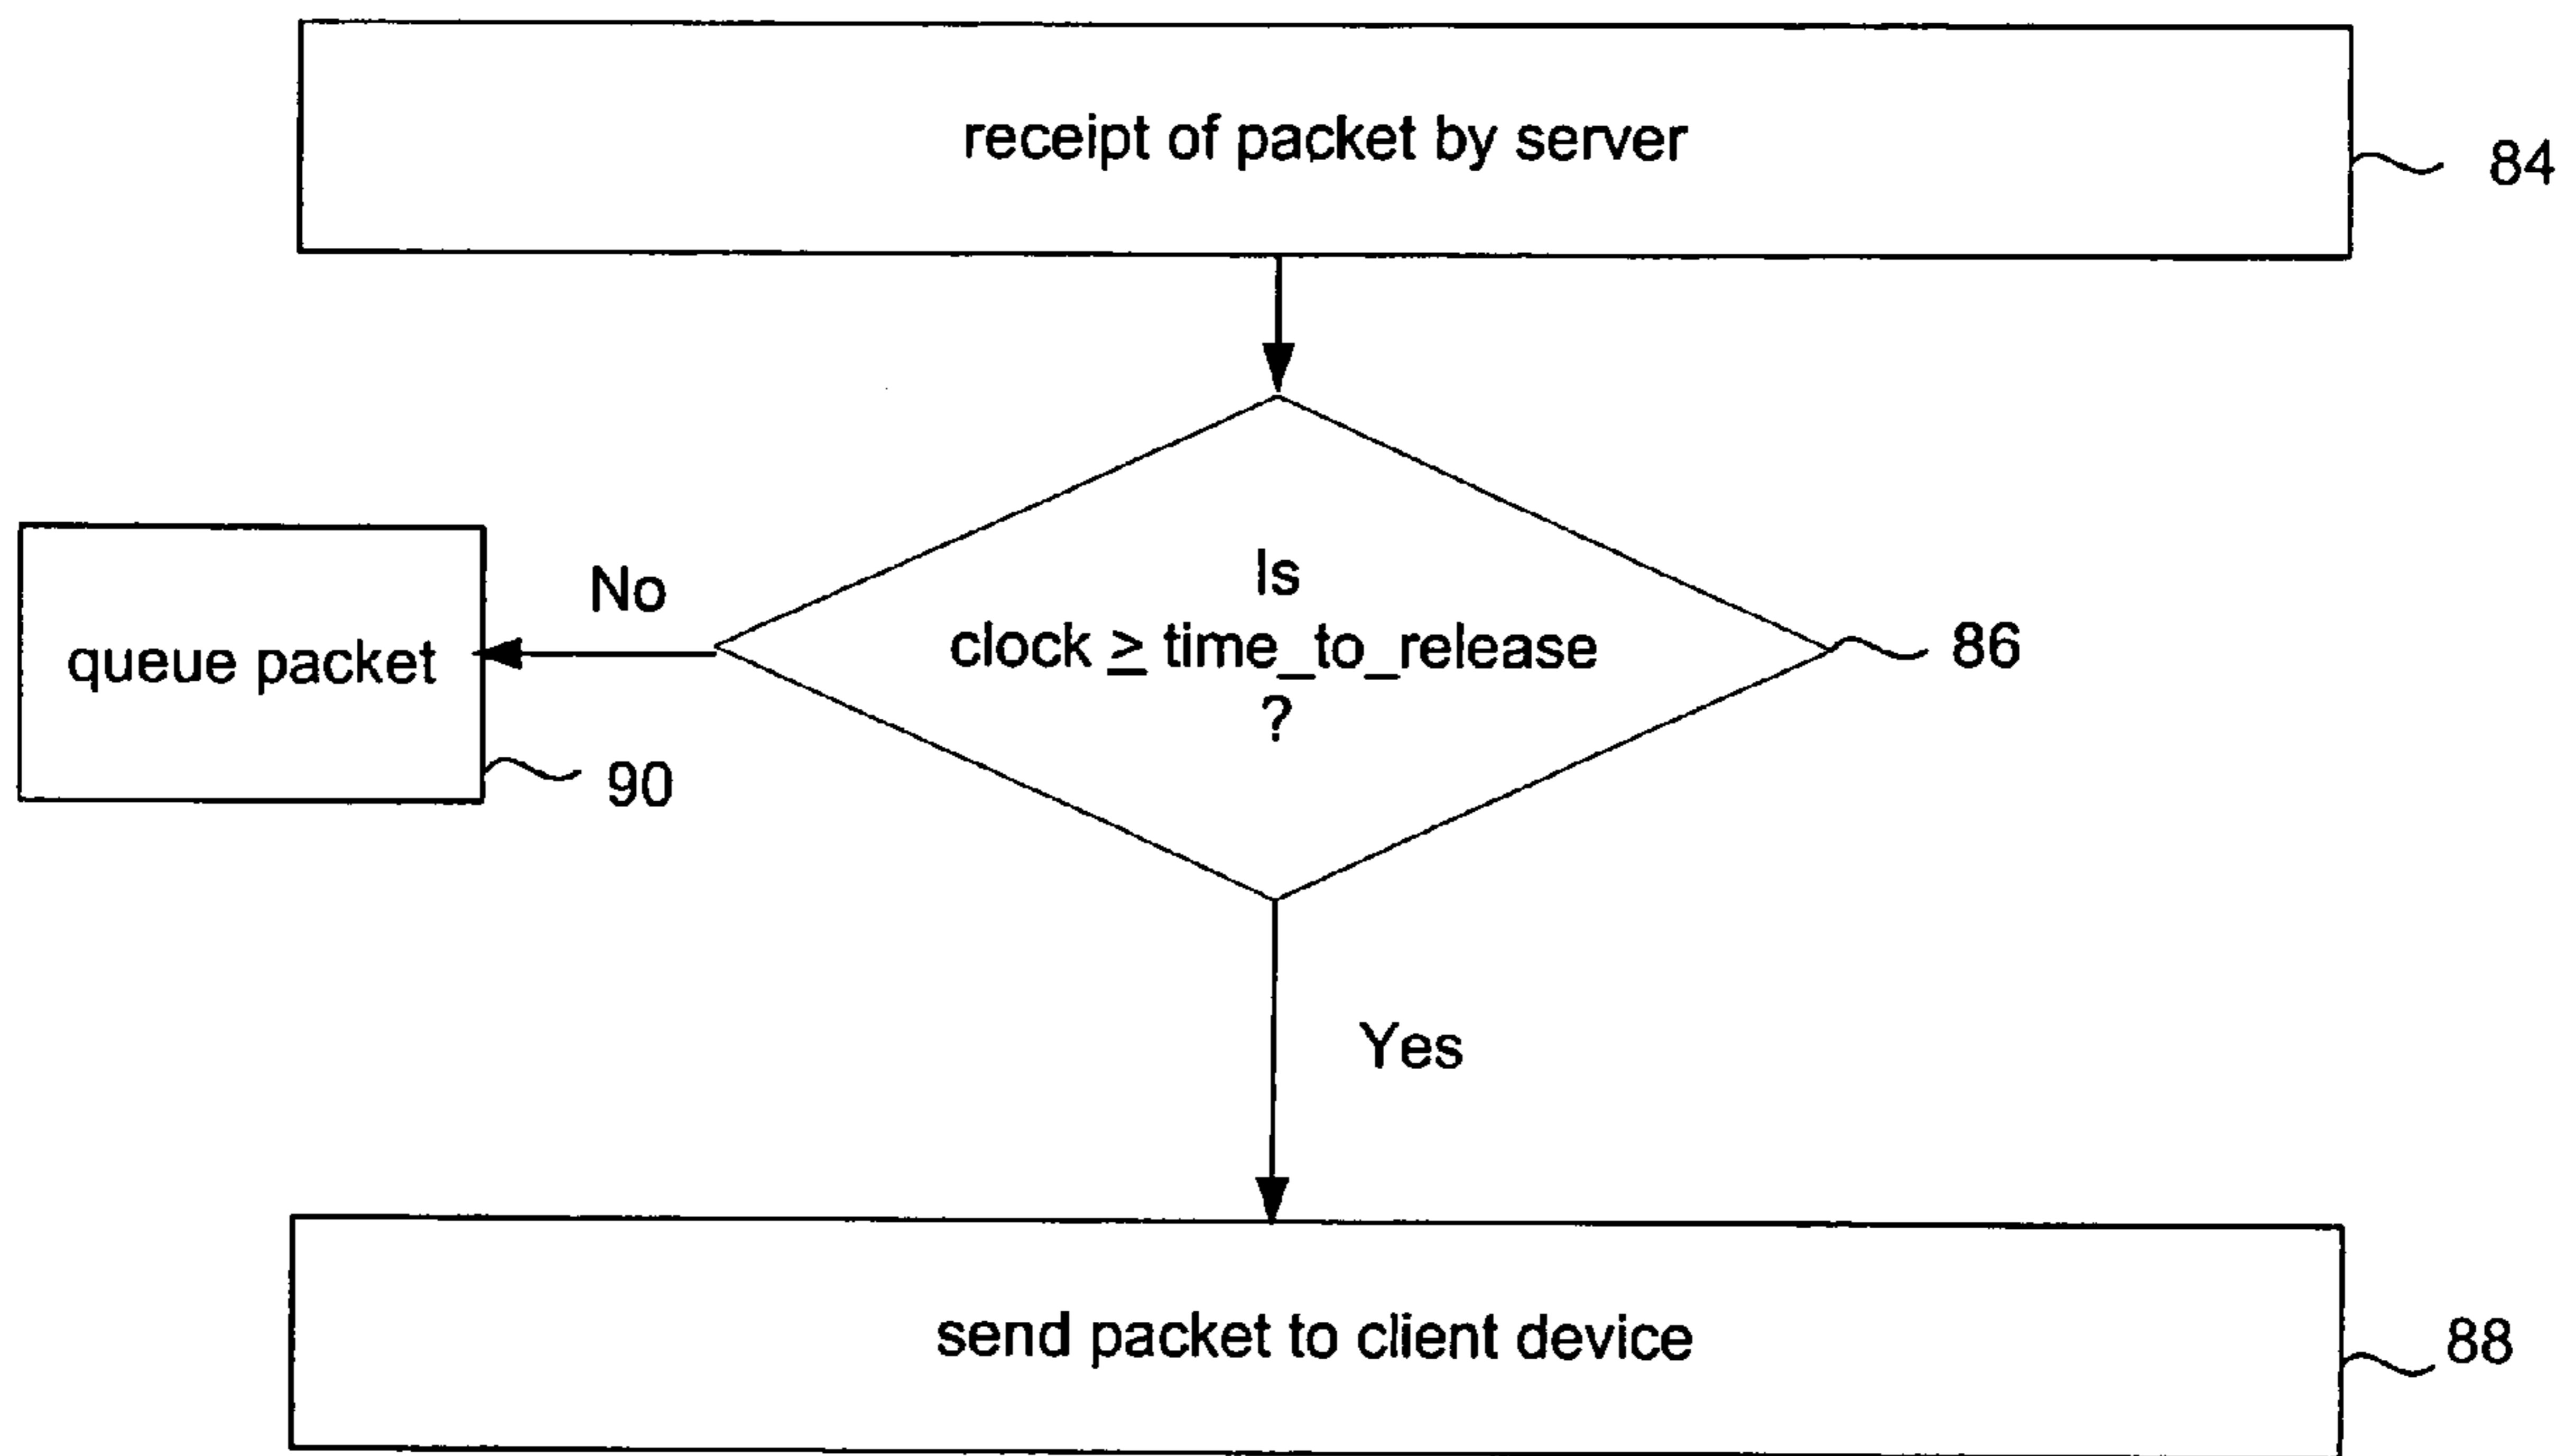 receipt of packet by server
84
Is
clock ≥ time_to_release
?
86
No
queue packet
90
Yes
send packet to client device
88